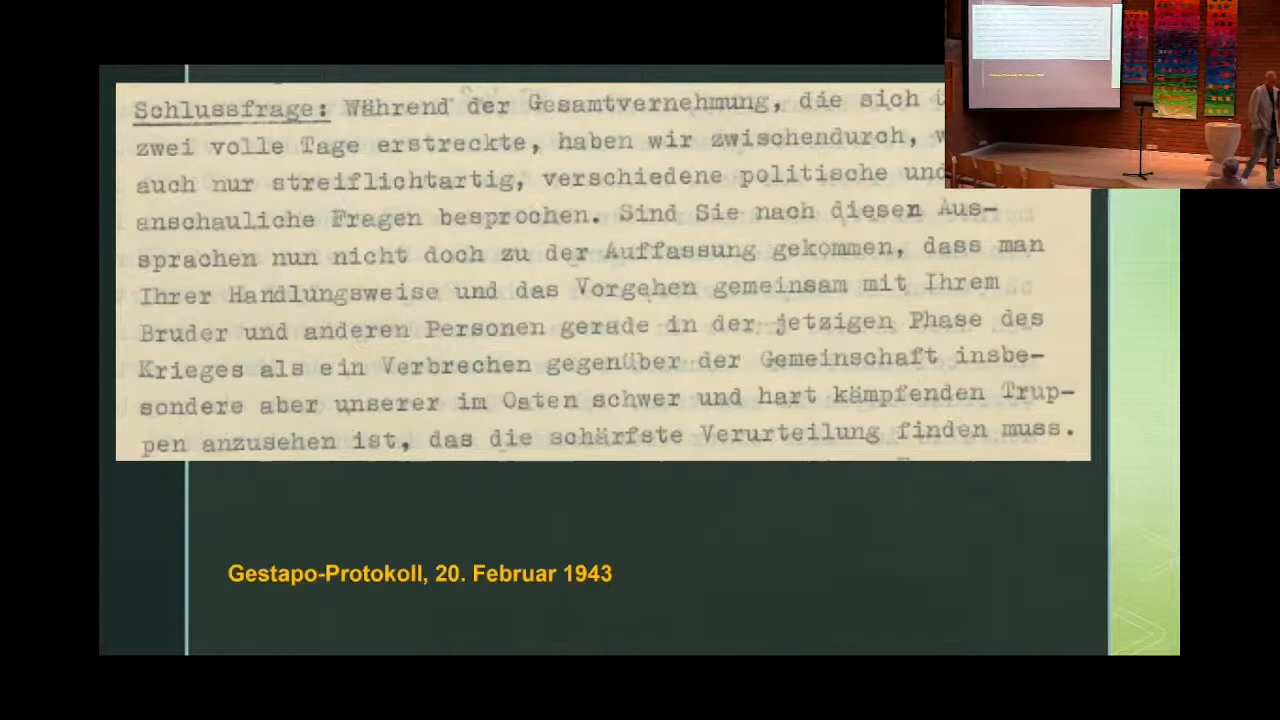 Schlussfrage: Während der Gesamtvernehmung, die sich
zwei volle Tage erstreckte, haben wir zwischendurch,
auch nur streiflichtartig, verschiedene politische und
anschauliche Fragen besprochen. Sind Sie nach diesen Aus-
sprachen nun nicht doch zu der Auffassung gekommen, dass man
Ihrer Handlungsweise und das Vorgehen gemeinsam mit Ihrem
Bruder und anderen Personen gerade in der jetzigen Phase des
Krieges als ein Verbrechen gegenüber der Gemeinschaft insbe-
sondere aber unserer im Osten schwer und hart kämpfenden Trup-
pen anzusehen ist, das die schärfste Verurteilung finden muss.
Gestapo-Protokoll, 20. Februar 1943